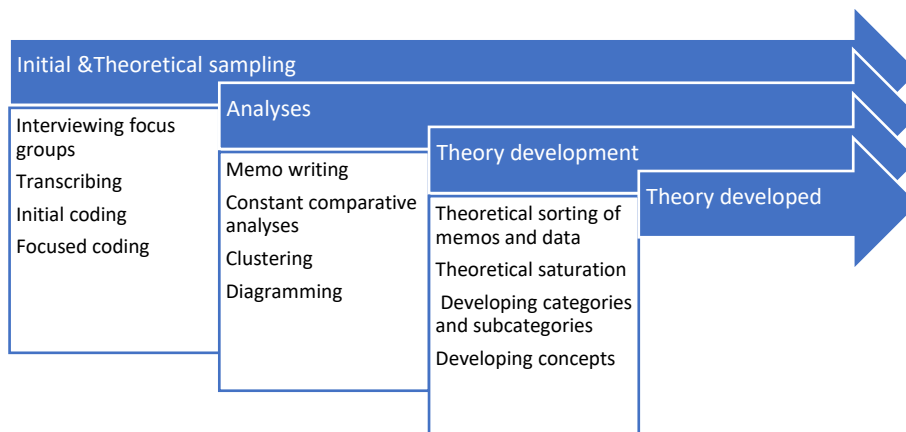 Initial &Theoretical sampling
Interviewing focus
groups
Transcribing
Initial coding
Focused coding
Analyses
Memo writing
Constant comparative
analyses
Clustering
Diagramming
Theory development
Theoretical sorting of
memos and data
Theoretical saturation
Developing categories
and subcategories
Developing concepts
Theory developed